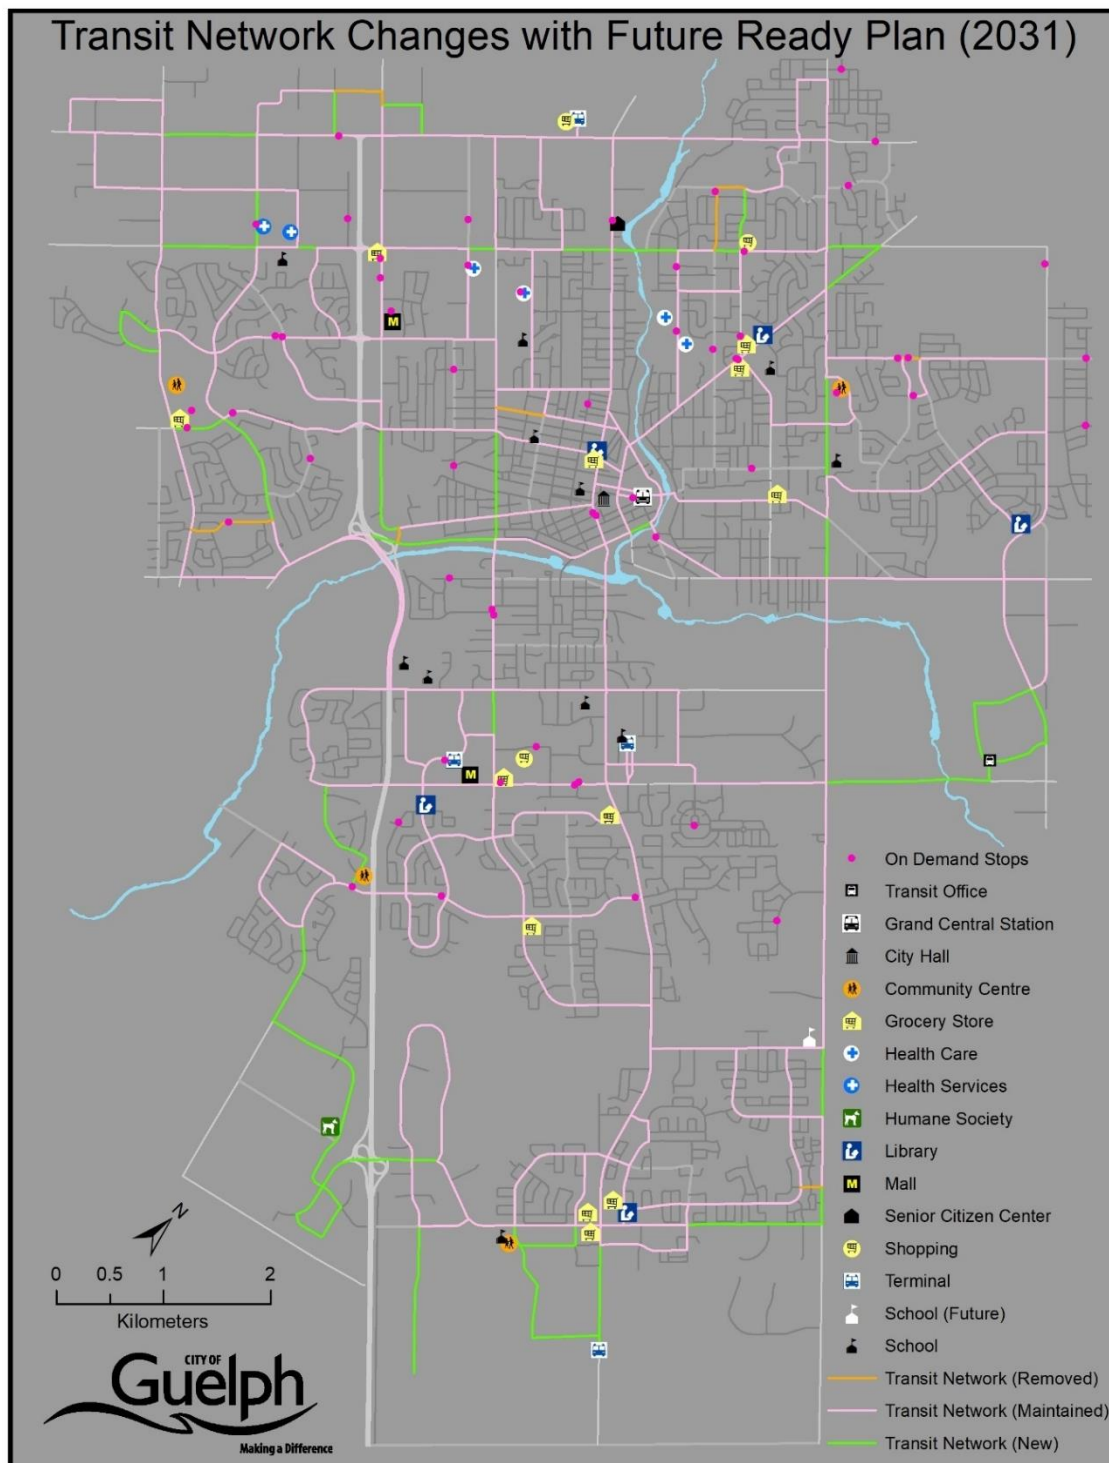 Transit Network Changes with Future Ready Plan (2031)
M
M
On Demand Stops
Transit Office
Grand Central Station
City Hall
Community Centre
Grocery Store
Health Care
Health Services
Humane Society
Library
M Mall
Senior Citizen Center
Shopping
Terminal
School (Future)
School
Transit Network (Removed)
Transit Network (Maintained)
Transit Network (New)
N
0 0.5 1 2
Kilometers
CITY OF
Guelph
Making a Difference